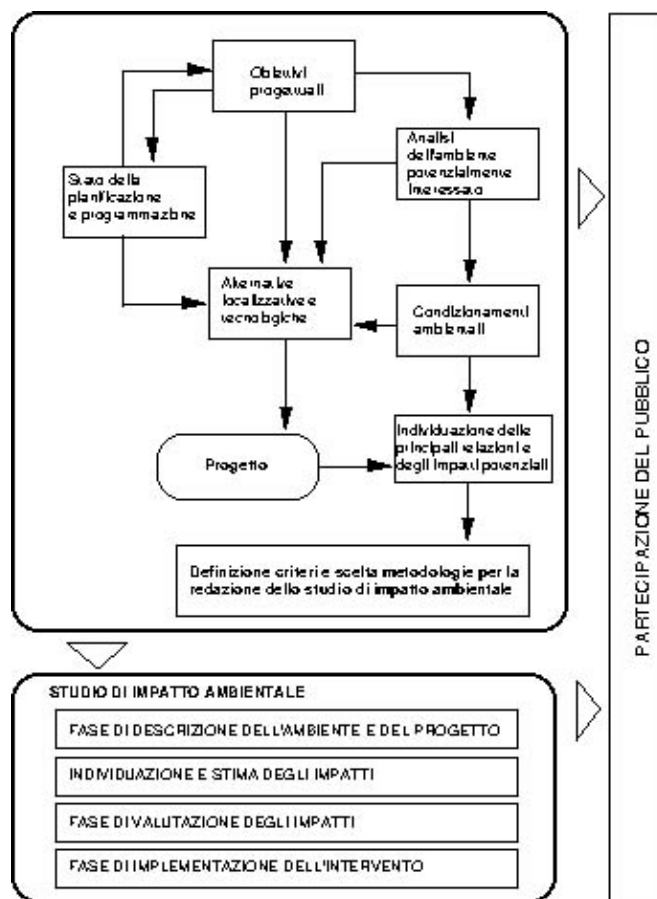 Obiettivi
progettuali
Analisi
dell'ambiente
potenzialmente
interessato
Stato della
pianificazione
e programmazione
Alternative
localizzative e
tecnologiche
Condizionamenti
ambientali
Individuazione delle
principali relazioni e
degli impatti potenziali
Progetto
Definizione criteri e scelta metodologie per la
redazione dello studio di impatto ambientale
STUDIO DI IMPATTO AMBIENTALE
FASE DI DESCRIZIONE DELL'AMBIENTE E DEL PROGETTO
INDIVIDUAZIONE E STIMA DEGLI IMPATTI
FASE DI VALUTAZIONE DEGLI IMPATTI
FASE DI IMPLEMENTAZIONE DELL'INTERVENTO
PARTECIPAZIONE DEL PUBBLICO